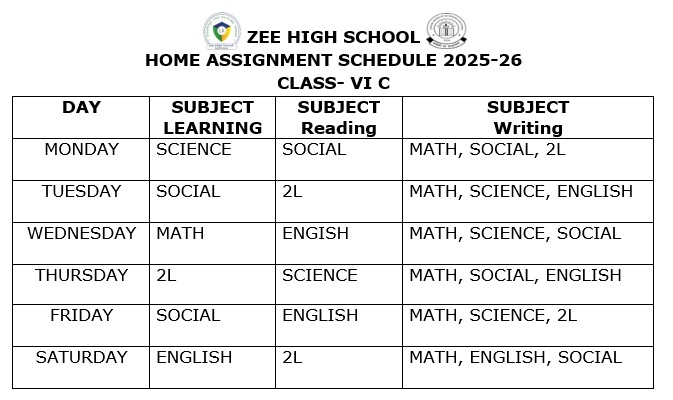 ZEE HIGH SCHOOL
HOME ASSIGNMENT SCHEDULE 2025-26
CLASS- VI C
DAY SUBJECT LEARNING SUBJECT Reading SUBJECT Writing
MONDAY SCIENCE SOCIAL MATH, SOCIAL, 2L
TUESDAY SOCIAL 2L MATH, SCIENCE, ENGLISH
WEDNESDAY MATH ENGISH MATH, SCIENCE, SOCIAL
THURSDAY 2L SCIENCE MATH, SOCIAL, ENGLISH
FRIDAY SOCIAL ENGLISH MATH, SCIENCE, 2L
SATURDAY ENGLISH 2L MATH, ENGLISH, SOCIAL